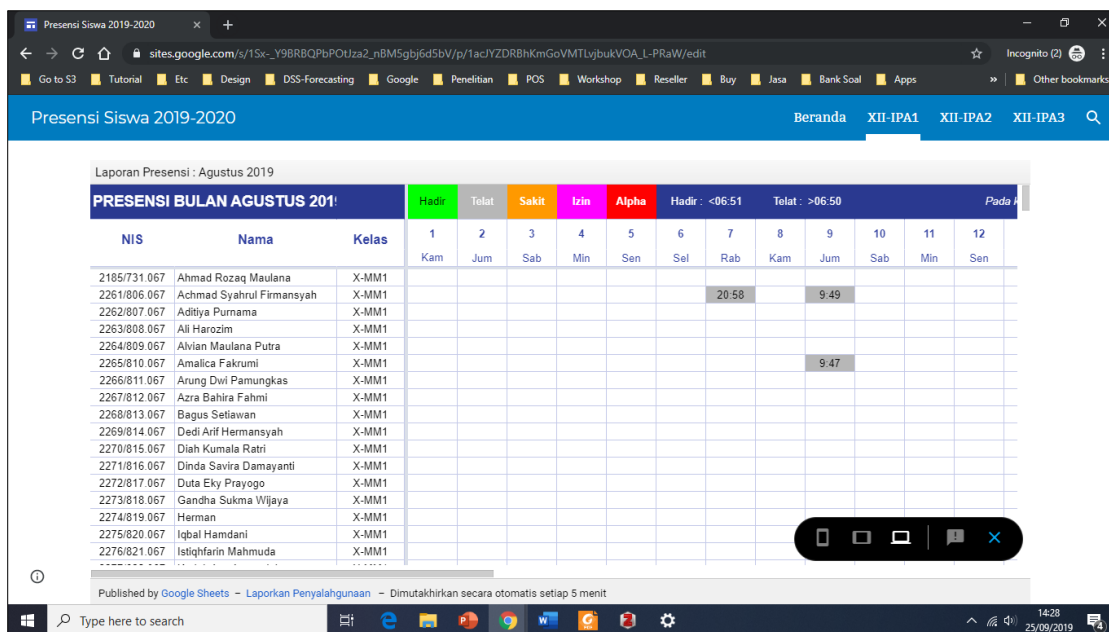 Presensi Siswa 2019-2020
sites.google.com/s/1Sx-_Y9BRBQPbPOtJza2_nBM5gbj6d5bV/p/1acJYZDRBhKmGoVMTLvjbukVOA_L-PRaW/edit
Incognito (2)
Go to S3 Tutorial Etc Design DSS-Forecasting Google Penelitian POS Workshop Reseller Buy Jasa Bank Soal Apps » Other bookmarks
Presensi Siswa 2019-2020 Beranda XII-IPA1 XII-IPA2 XII-IPA3
Laporan Presensi : Agustus 2019
PRESENSI BULAN AGUSTUS 201 Hadir Telat Sakit Izin Alpha Hadir : <06:51 Telat : >06:50 Pada
NIS Nama Kelas 1 2 3 4 5 6 7 8 9 10 11 12
Kam Jum Sab Min Sen Sel Rab Kam Jum Sab Min Sen
2185/731.067 Ahmad Rozaq Maulana X-MM1
2261/806.067 Achmad Syahrul Firmansyah X-MM1 20:58 9:49
2262/807.067 Aditiya Purnama X-MM1
2263/808.067 Ali Harozim X-MM1
2264/809.067 Alvian Maulana Putra X-MM1
2265/810.067 Amalica Fakrumi X-MM1 9:47
2266/811.067 Arung Dwi Pamungkas X-MM1
2267/812.067 Azra Bahira Fahmi X-MM1
2268/813.067 Bagus Setiawan X-MM1
2269/814.067 Dedi Arif Hermansyah X-MM1
2270/815.067 Diah Kumala Ratri X-MM1
2271/816.067 Dinda Savira Damayanti X-MM1
2272/817.067 Duta Eky Prayogo X-MM1
2273/818.067 Gandha Sukma Wijaya X-MM1
2274/819.067 Herman X-MM1
2275/820.067 Iqbal Hamdani X-MM1
2276/821.067 Istiqhfarin Mahmuda X-MM1
Published by Google Sheets – Laporkan Penyalahgunaan – Dimutakhirkan secara otomatis setiap 5 menit
Type here to search
14:28
25/09/2019